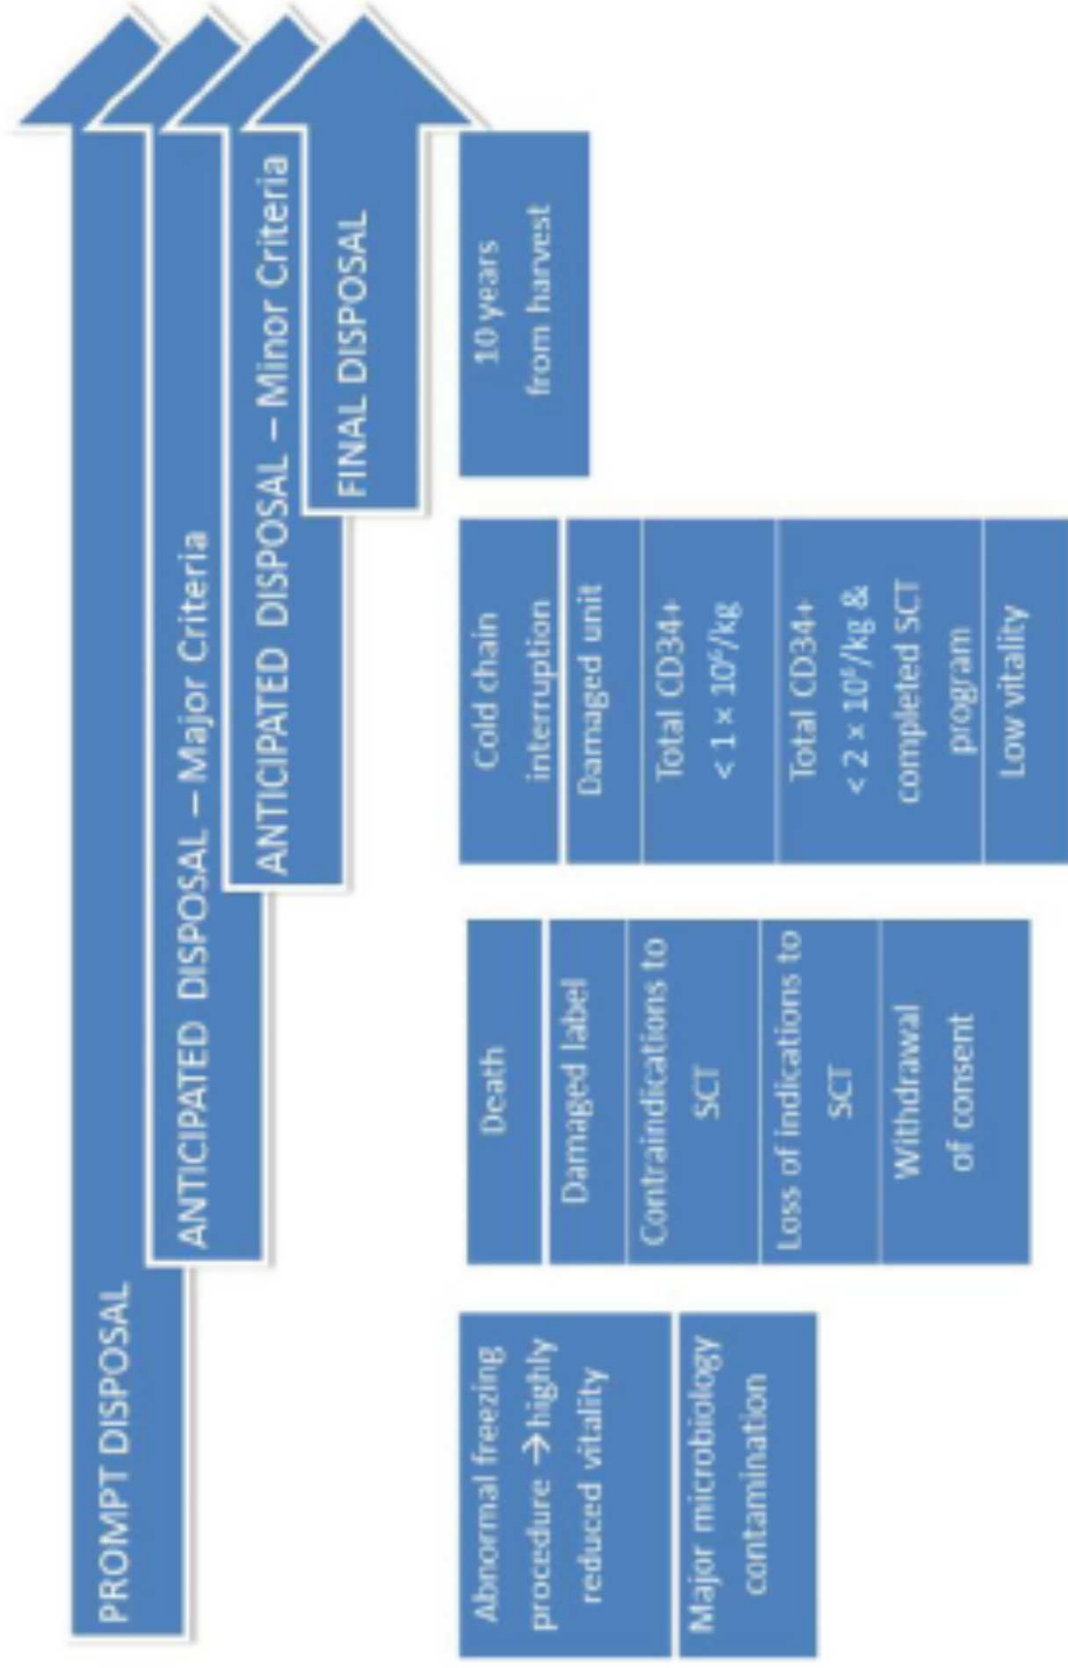 PROMPT DISPOSAL
ANTICIPATED DISPOSAL – Major Criteria
ANTICIPATED DISPOSAL – Minor Criteria
FINAL DISPOSAL
Abnormal freezing
procedure → highly
reduced vitality
Major microbiology
contamination
Death
Damaged label
Contraindications to
SCT
Loss of indications to
SCT
Withdrawal
of consent
Cold chain
interruption
Damaged unit
Total CD34+
< 1 × 10⁶/kg
Total CD34+
< 2 × 10⁶/kg &
completed SCT
program
Low vitality
10 years
from harvest